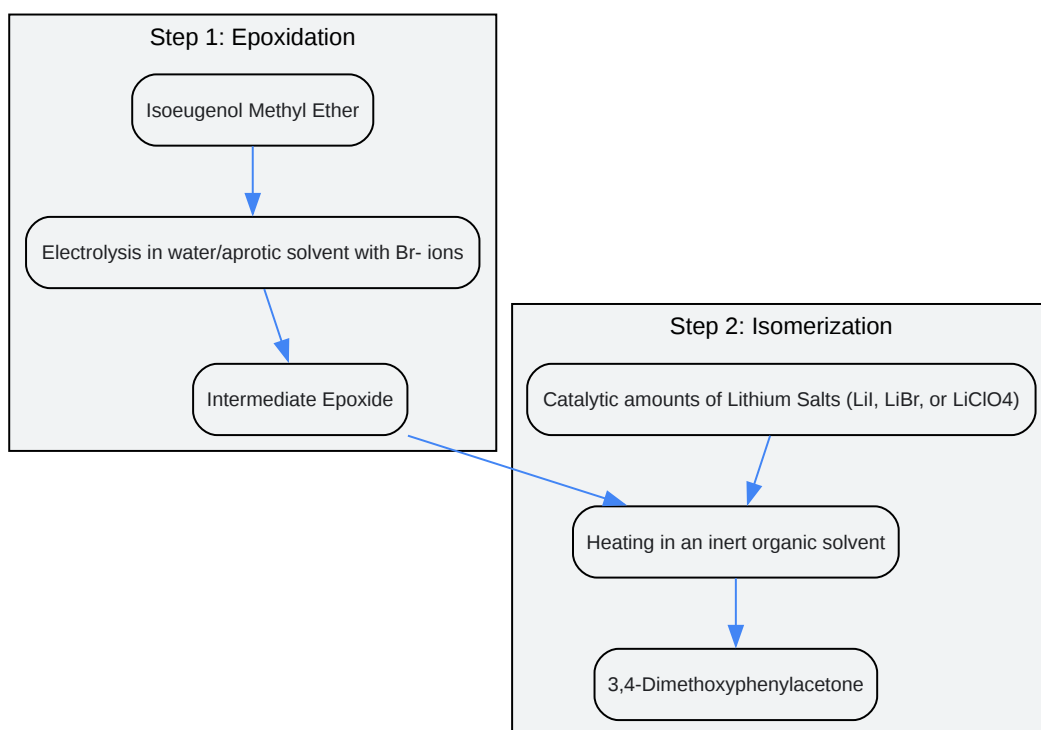 Step 1: Epoxidation
Isoeugenol Methyl Ether
Electrolysis in water/aprotic solvent with Br- ions
Intermediate Epoxide
Step 2: Isomerization
Catalytic amounts of Lithium Salts (LiI, LiBr, or LiClO4)
Heating in an inert organic solvent
3,4-Dimethoxyphenylacetone